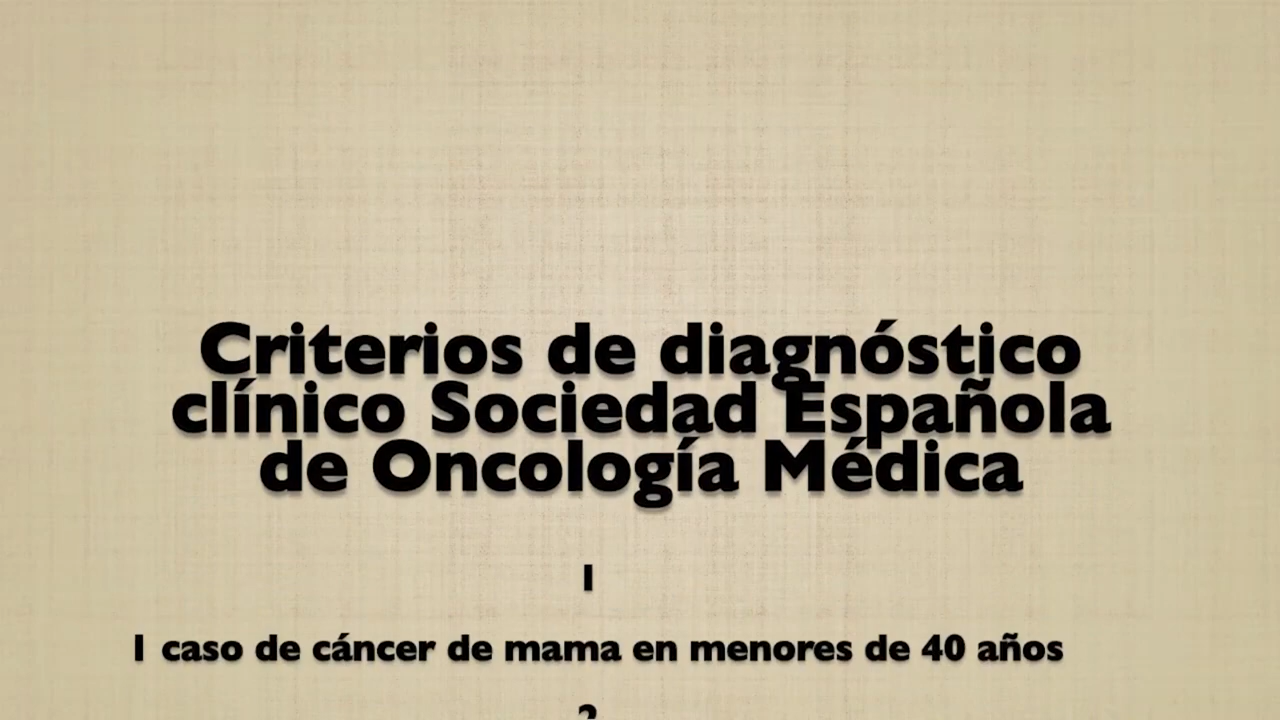 Criterios de diagnóstico
clínico Sociedad Española
de Oncología Médica
1
1 caso de cáncer de mama en menores de 40 años
2